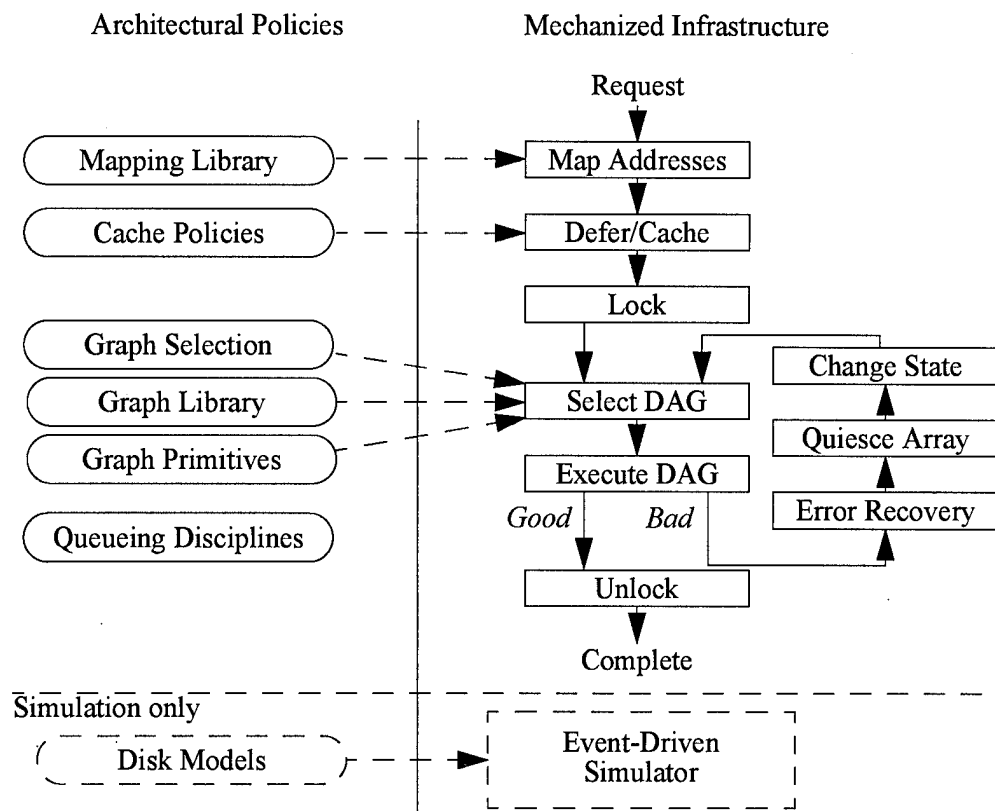 Architectural Policies
Mechanized Infrastructure
Request
Mapping Library
Map Addresses
Cache Policies
Defer/Cache
Lock
Graph Selection
Change State
Graph Library
Select DAG
Quiesce Array
Graph Primitives
Execute DAG
Good
Bad
Error Recovery
Queueing Disciplines
Unlock
Complete
Simulation only
Disk Models
Event-Driven
Simulator